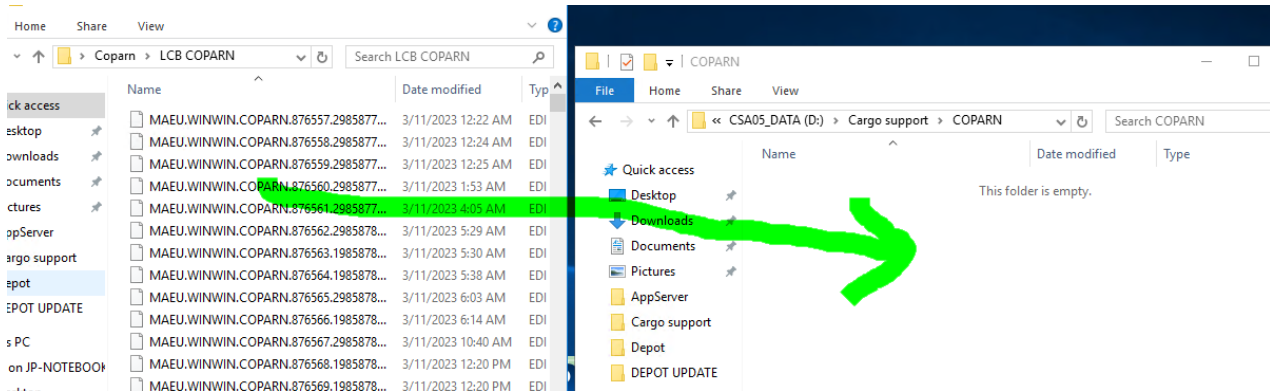 Home Share View
Coparn > LCB COPARN
Search LCB COPARN
Name Date modified Typ
ick access
esktop
ownloads
ocuments
ctures
ppServer
argo support
epot
EPOT UPDATE
s PC
on JP-NOTEBOOK
MAEU.WINWIN.COPARN.876557.2985877... 3/11/2023 12:22 AM EDI
MAEU.WINWIN.COPARN.876558.2985877... 3/11/2023 12:24 AM EDI
MAEU.WINWIN.COPARN.876559.2985877... 3/11/2023 12:25 AM EDI
MAEU.WINWIN.COPARN.876560.2985877... 3/11/2023 1:53 AM EDI
MAEU.WINWIN.COPARN.876561.2985877... 3/11/2023 4:05 AM EDI
MAEU.WINWIN.COPARN.876562.2985878... 3/11/2023 5:29 AM EDI
MAEU.WINWIN.COPARN.876563.1985878... 3/11/2023 5:30 AM EDI
MAEU.WINWIN.COPARN.876564.1985878... 3/11/2023 5:38 AM EDI
MAEU.WINWIN.COPARN.876565.2985878... 3/11/2023 6:03 AM EDI
MAEU.WINWIN.COPARN.876566.1985878... 3/11/2023 6:14 AM EDI
MAEU.WINWIN.COPARN.876567.2985878... 3/11/2023 10:40 AM EDI
MAEU.WINWIN.COPARN.876568.1985878... 3/11/2023 12:20 PM EDI
MAEU.WINWIN.COPARN.876569.1985878... 3/11/2023 12:20 PM EDI
COPARN
File Home Share View
« CSA05_DATA (D:) > Cargo support > COPARN
Search COPARN
Name Date modified Type
This folder is empty.
Quick access
Desktop
Downloads
Documents
Pictures
AppServer
Cargo support
Depot
DEPOT UPDATE